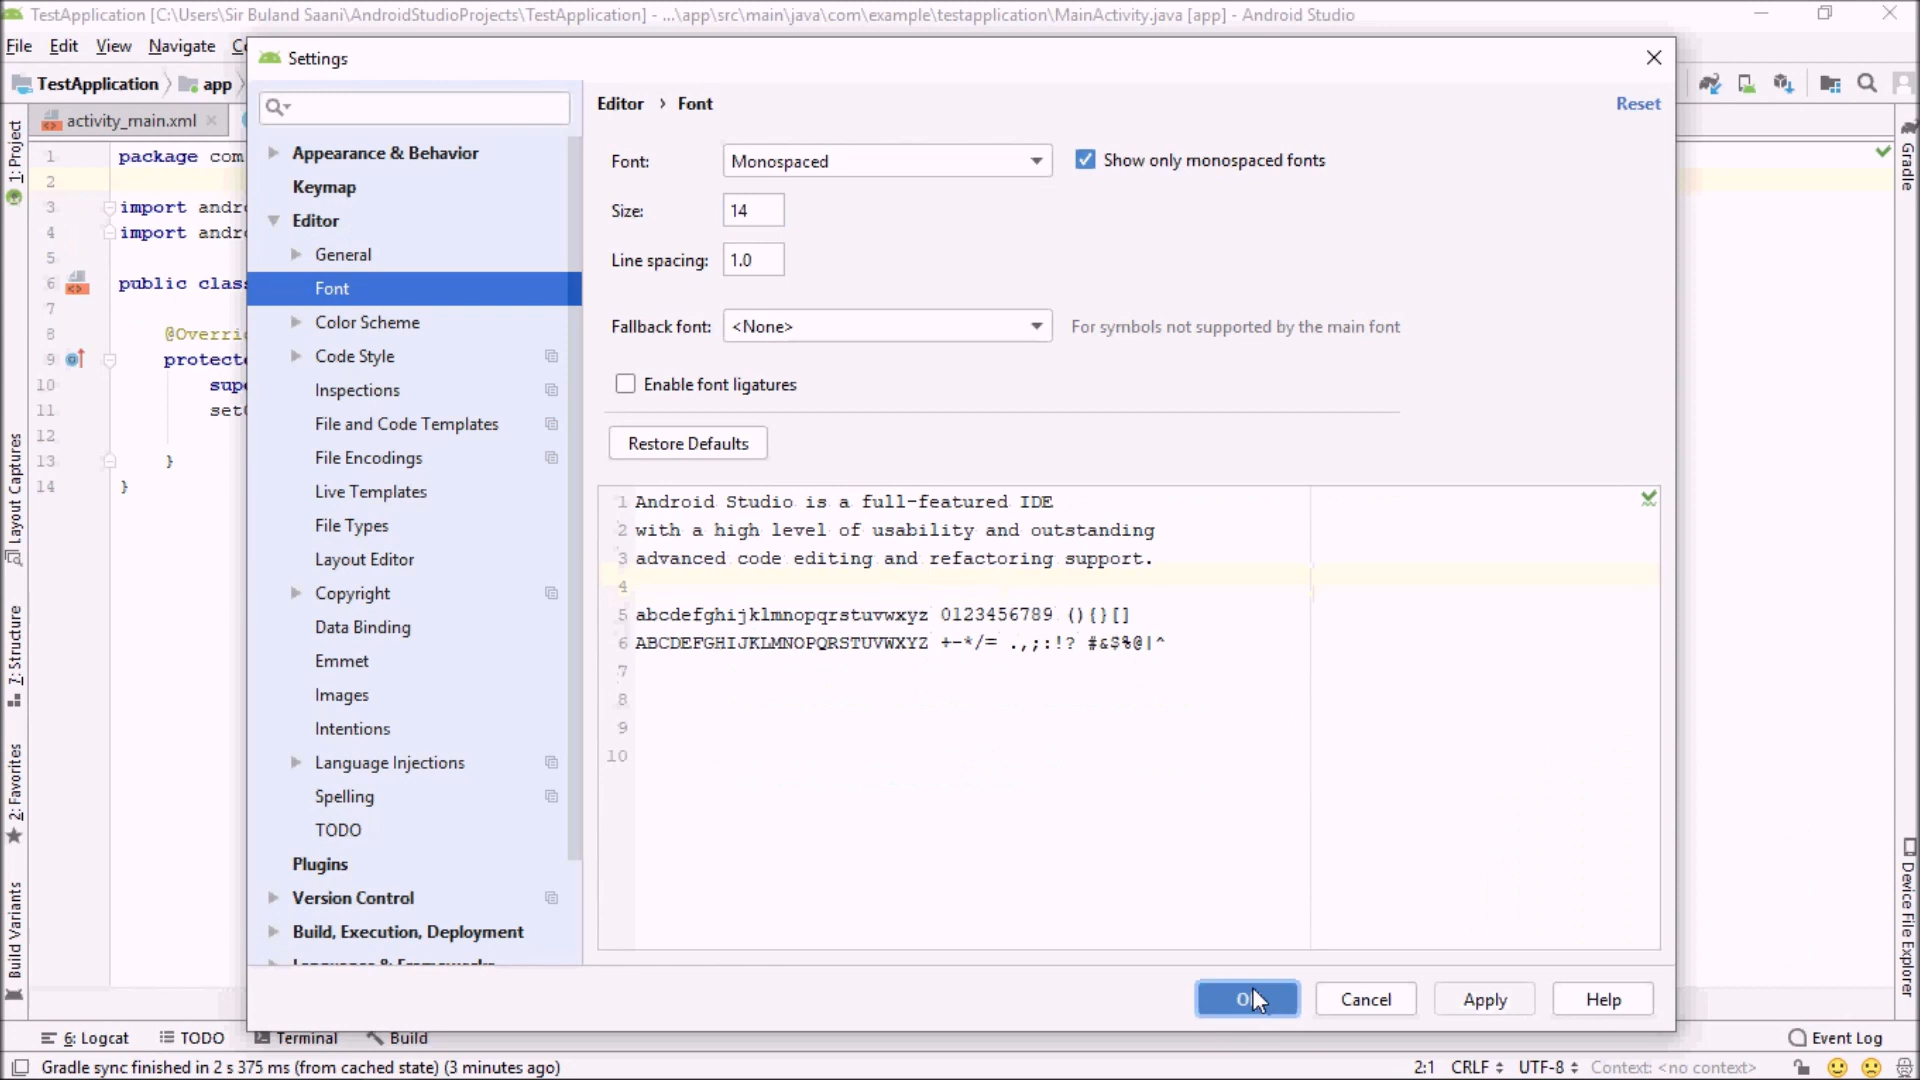 TestApplication [C:\Users\Sir Buland Saani\AndroidStudioProjects\TestApplication] - ...\app\src\main\java\com\example\testapplication\MainActivity.java [app] - Android Studio
File Edit View Navigate
TestApplication app
activity_main.xml
1: Project
Layout Captures
7: Structure
2: Favorites
Build Variants
1 package com
2
3 import andr
4 import andr
5
6 public clas
7
8 @Overri
9 protect
10 supe
11 set
12
13 }
14 }
Settings
Appearance & Behavior
Keymap
Editor
General
Font
Color Scheme
Code Style
Inspections
File and Code Templates
File Encodings
Live Templates
File Types
Layout Editor
Copyright
Data Binding
Emmet
Images
Intentions
Language Injections
Spelling
TODO
Plugins
Version Control
Build, Execution, Deployment
Editor › Font
Reset
Font: Monospaced Show only monospaced fonts
Size: 14
Line spacing: 1.0
Fallback font: <None> For symbols not supported by the main font
Enable font ligatures
Restore Defaults
1 Android Studio is a full-featured IDE
2 with a high level of usability and outstanding
3 advanced code editing and refactoring support.
4
5 abcdefghijklmnopqrstuvwxyz 0123456789 (){}[]
6 ABCDEFGHIJKLMNOPQRSTUVWXYZ +-*/= .,;:!? #&$%@|^
7
8
9
10
Cancel Apply Help
Gradle
Device File Explorer
6: Logcat TODO Terminal Build Event Log
Gradle sync finished in 2 s 375 ms (from cached state) (3 minutes ago) 2:1 CRLF UTF-8 Context: <no context>